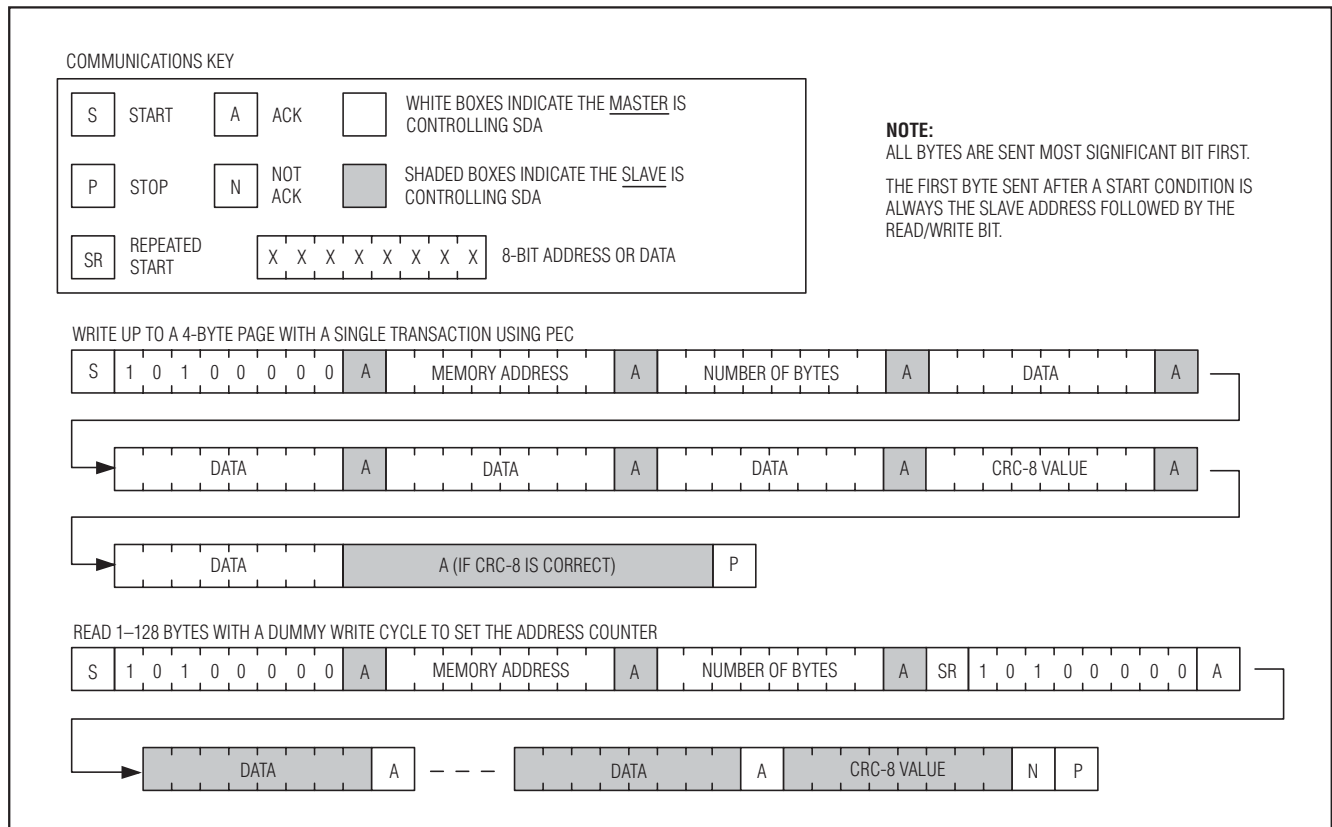 COMMUNICATIONS KEY
S START A ACK WHITE BOXES INDICATE THE MASTER IS
CONTROLLING SDA
P STOP N NOT
ACK SHADED BOXES INDICATE THE SLAVE IS
CONTROLLING SDA
SR REPEATED
START X X X X X X X X 8-BIT ADDRESS OR DATA
NOTE:
ALL BYTES ARE SENT MOST SIGNIFICANT BIT FIRST.
THE FIRST BYTE SENT AFTER A START CONDITION IS
ALWAYS THE SLAVE ADDRESS FOLLOWED BY THE
READ/WRITE BIT.
WRITE UP TO A 4-BYTE PAGE WITH A SINGLE TRANSACTION USING PEC
S 1 0 1 0 0 0 0 0 A MEMORY ADDRESS A NUMBER OF BYTES A DATA A
DATA A DATA A DATA A CRC-8 VALUE A
DATA A (IF CRC-8 IS CORRECT) P
READ 1–128 BYTES WITH A DUMMY WRITE CYCLE TO SET THE ADDRESS COUNTER
S 1 0 1 0 0 0 0 0 A MEMORY ADDRESS A NUMBER OF BYTES A SR 1 0 1 0 0 0 0 0 A
DATA A – – – DATA A CRC-8 VALUE N P